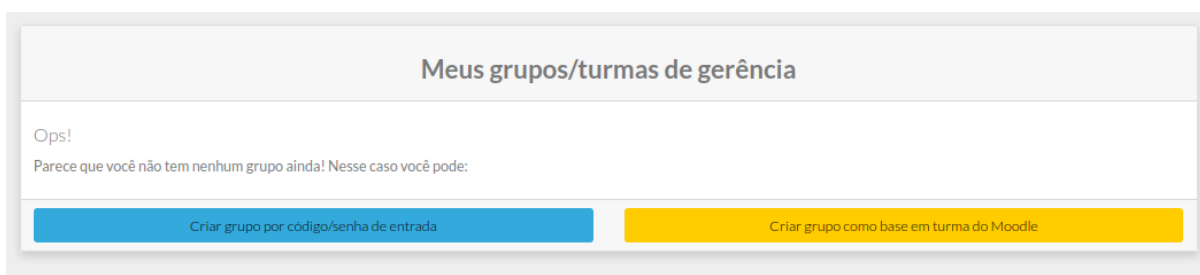 Meus grupos/turmas de gerência
Ops!
Parece que você não tem nenhum grupo ainda! Nesse caso você pode:
Criar grupo por código/senha de entrada
Criar grupo como base em turma do Moodle